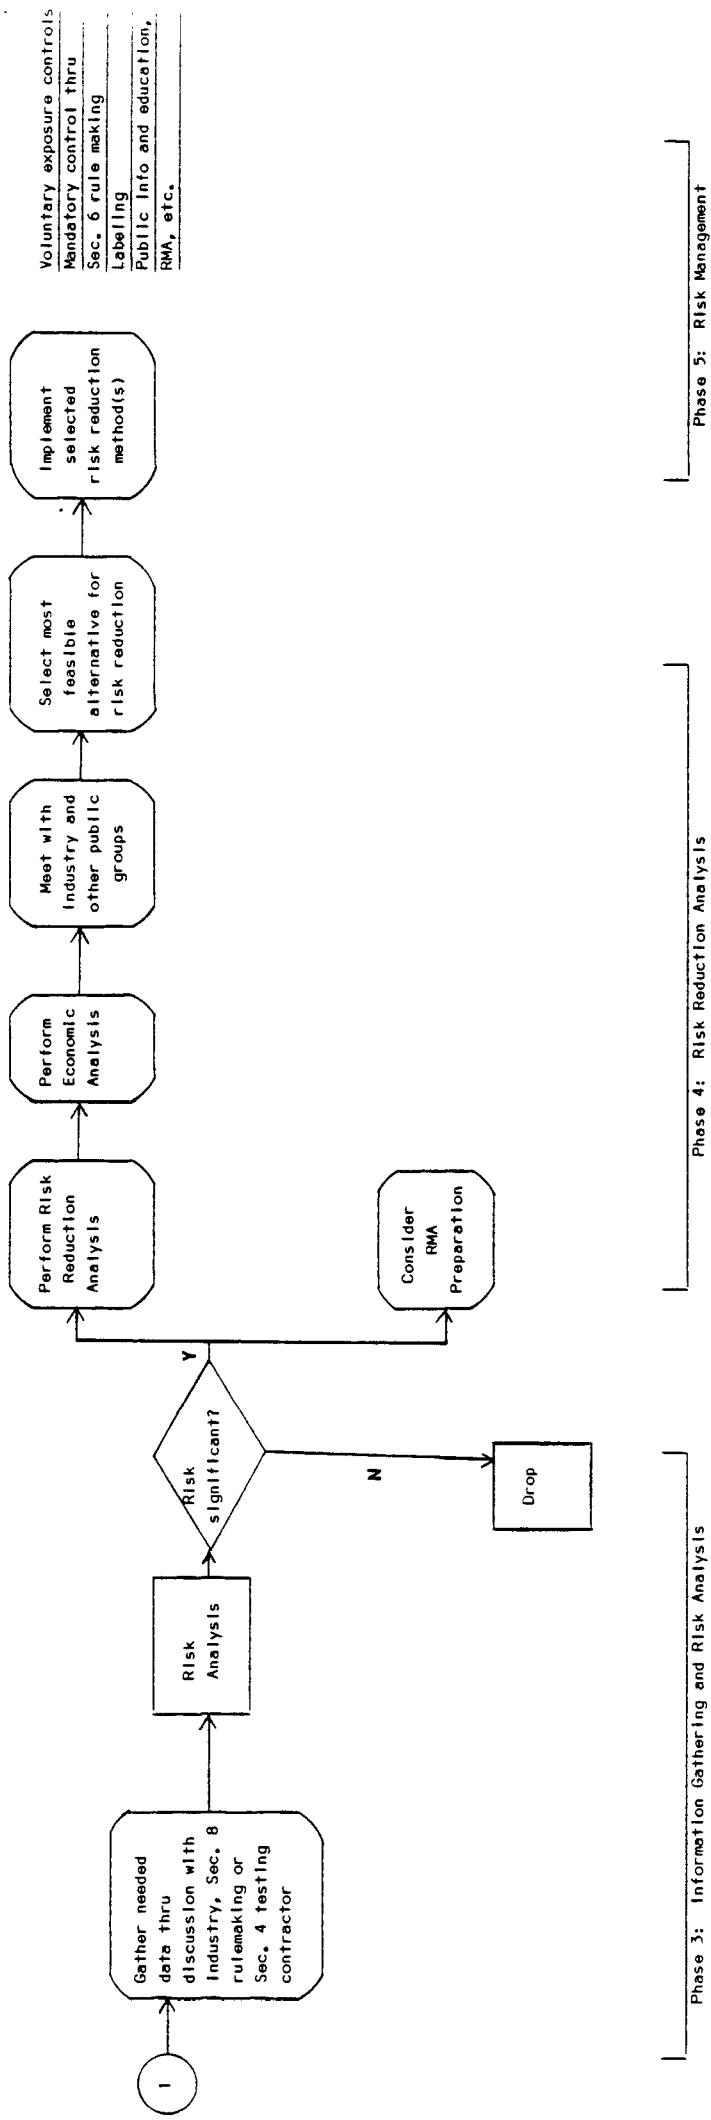 1
Gather needed
data thru
discussion with
industry, Sec. 8
rulemaking or
Sec. 4 testing
contractor
Risk
Analysis
Risk
significant?
Y
N
Drop
Perform Risk
Reduction
Analysis
Consider
RMA
Preparation
Perform
Economic
Analysis
Meet with
Industry and
other public
groups
Select most
feasible
alternative for
risk reduction
Implement
selected
risk reduction
method(s)
Voluntary exposure controls
Mandatory control thru
Sec. 6 rule making
Labeling
Public info and education,
RMA, etc.
Phase 3: Information Gathering and Risk Analysis
Phase 4: Risk Reduction Analysis
Phase 5: Risk Management